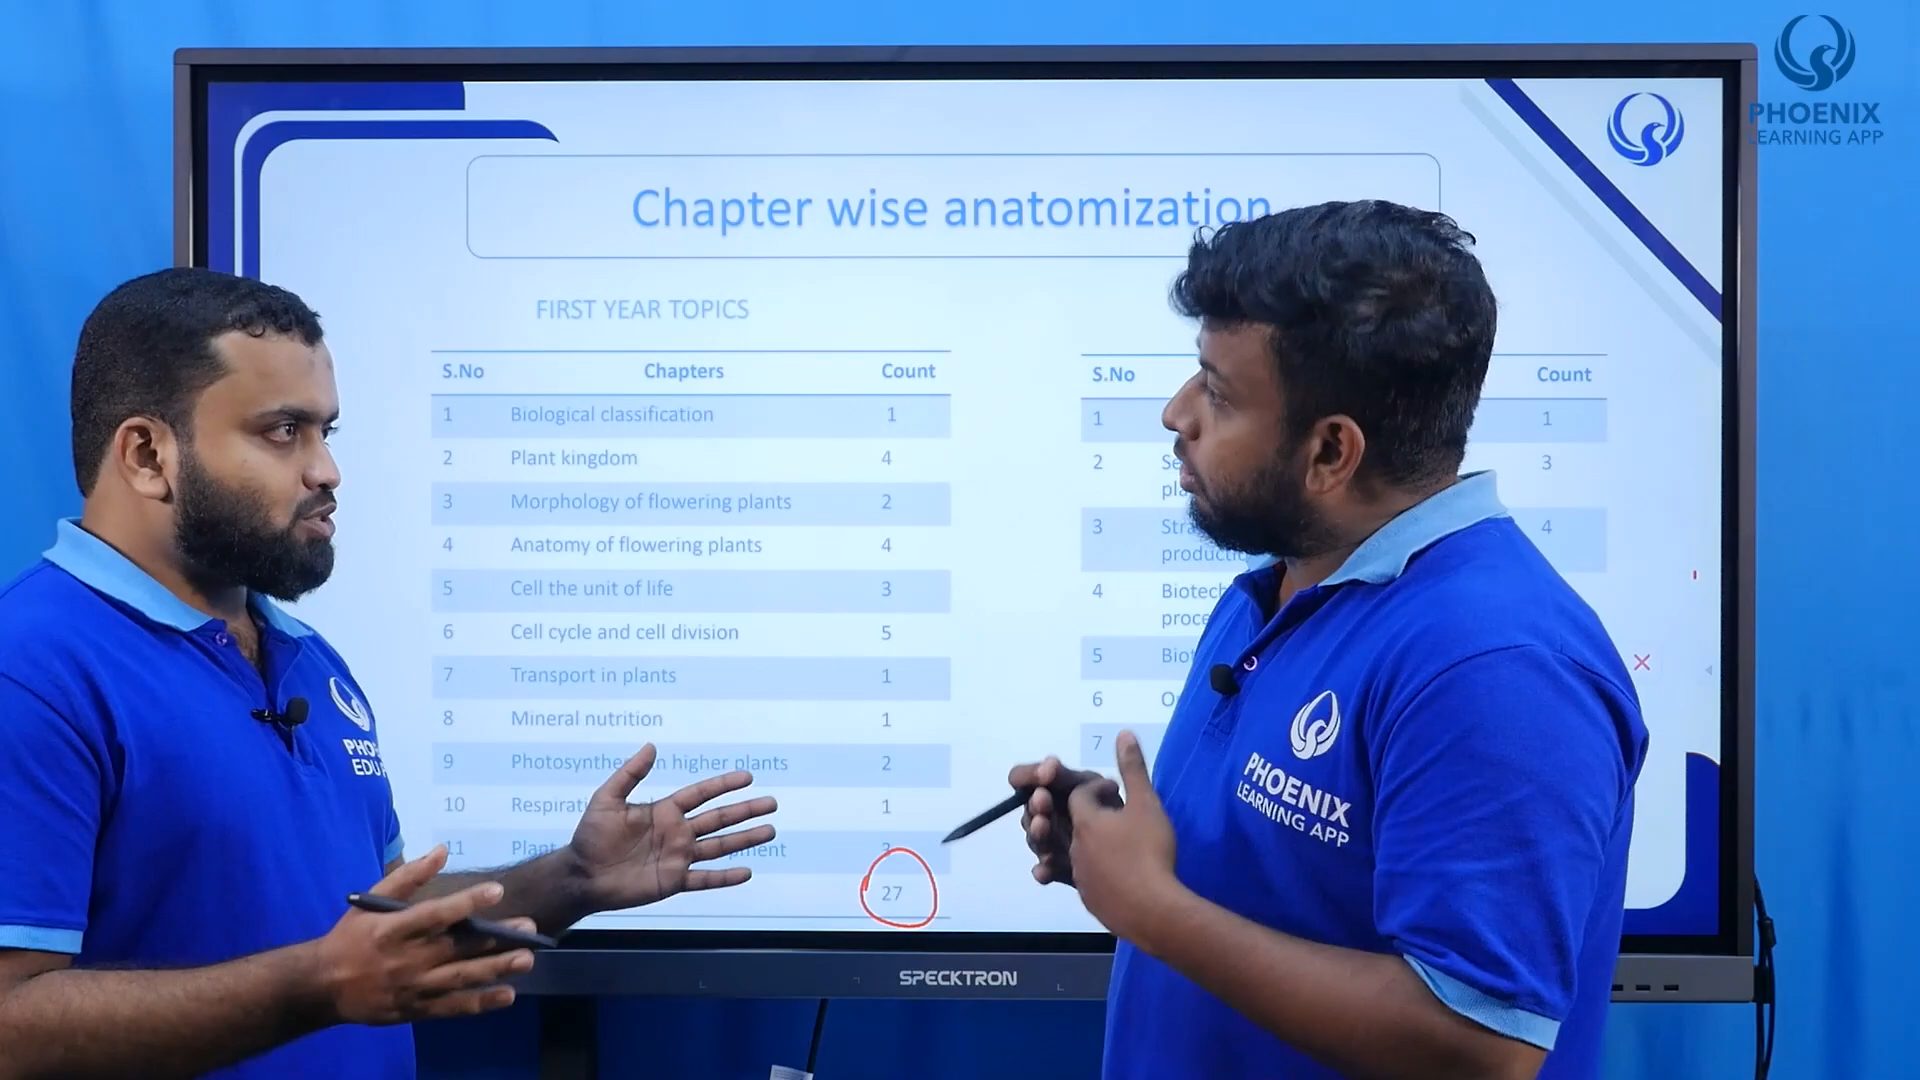 PHOENIX
LEARNING APP
Chapter wise anatomization
FIRST YEAR TOPICS
S.No Chapters Count
1 Biological classification 1
2 Plant kingdom 4
3 Morphology of flowering plants 2
4 Anatomy of flowering plants 4
5 Cell the unit of life 3
6 Cell cycle and cell division 5
7 Transport in plants 1
8 Mineral nutrition 1
9 higher plants 2
10 1
11 Plant
27
S.No Count
1 1
2 3
3 4
4
5
6
7
PHOENIX
LEARNING APP
SPECKTRON